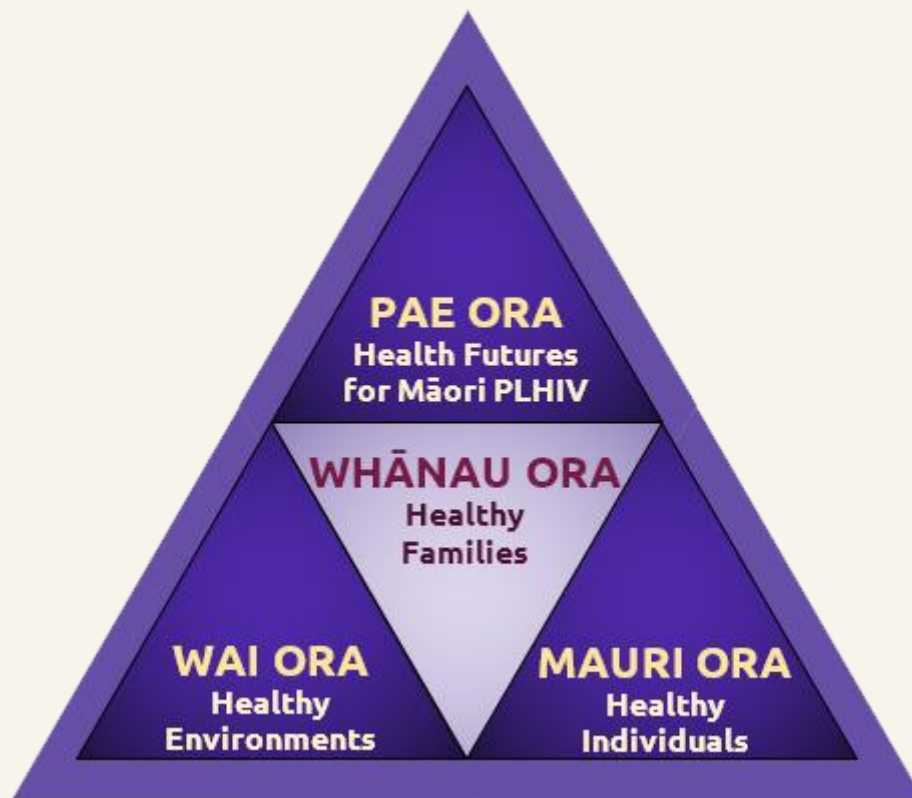 PAE ORA
Health Futures
for Māori PLHIV
WHĀNAU ORA
Healthy
Families
WAI ORA
Healthy
Environments
MAURI ORA
Healthy
Individuals